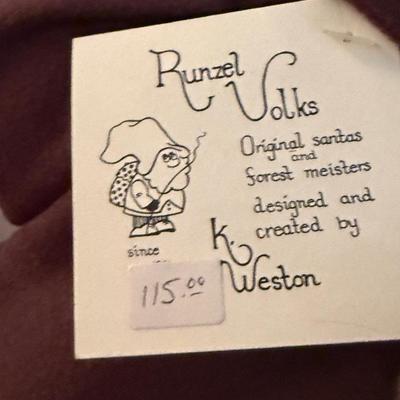 Runzel
Volks
Original santas
and
forest meisters
designed and
created by
K.
Weston
since
115.00